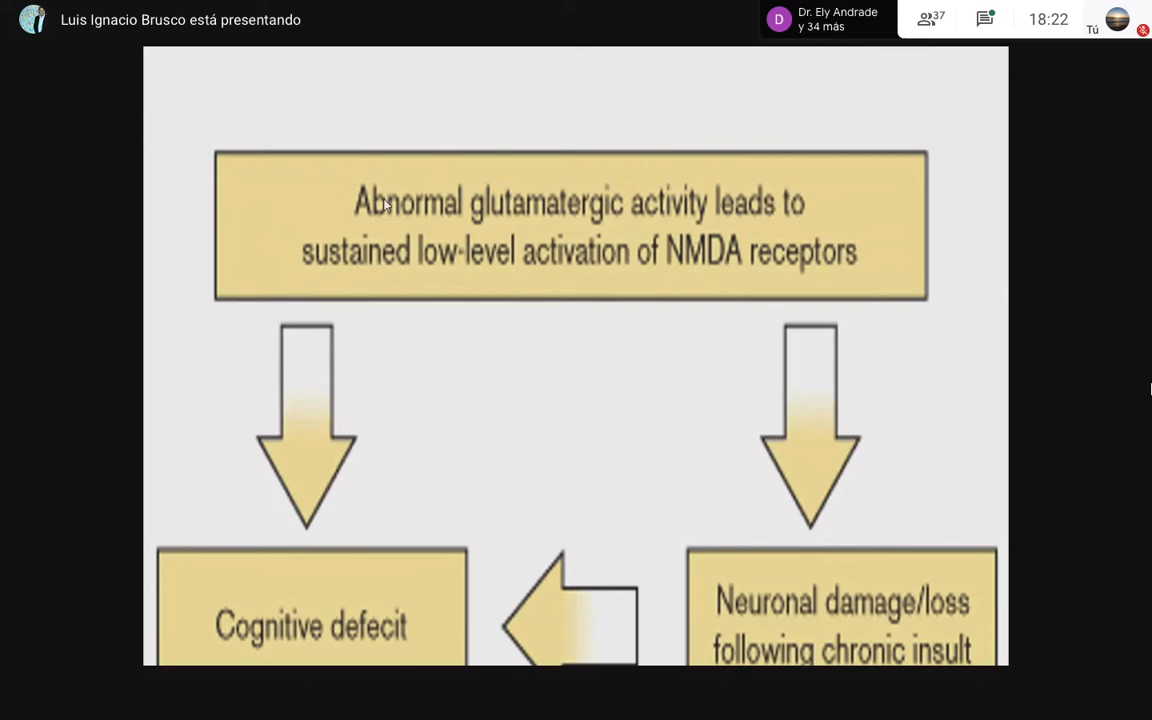 Luis Ignacio Brusco está presentando
D
Dr. Ely Andrade
y 34 más
37
18:22
Tú
Abnormal glutamatergic activity leads to
sustained low-level activation of NMDA receptors
Cognitive defecit
Neuronal damage/loss
following chronic insult